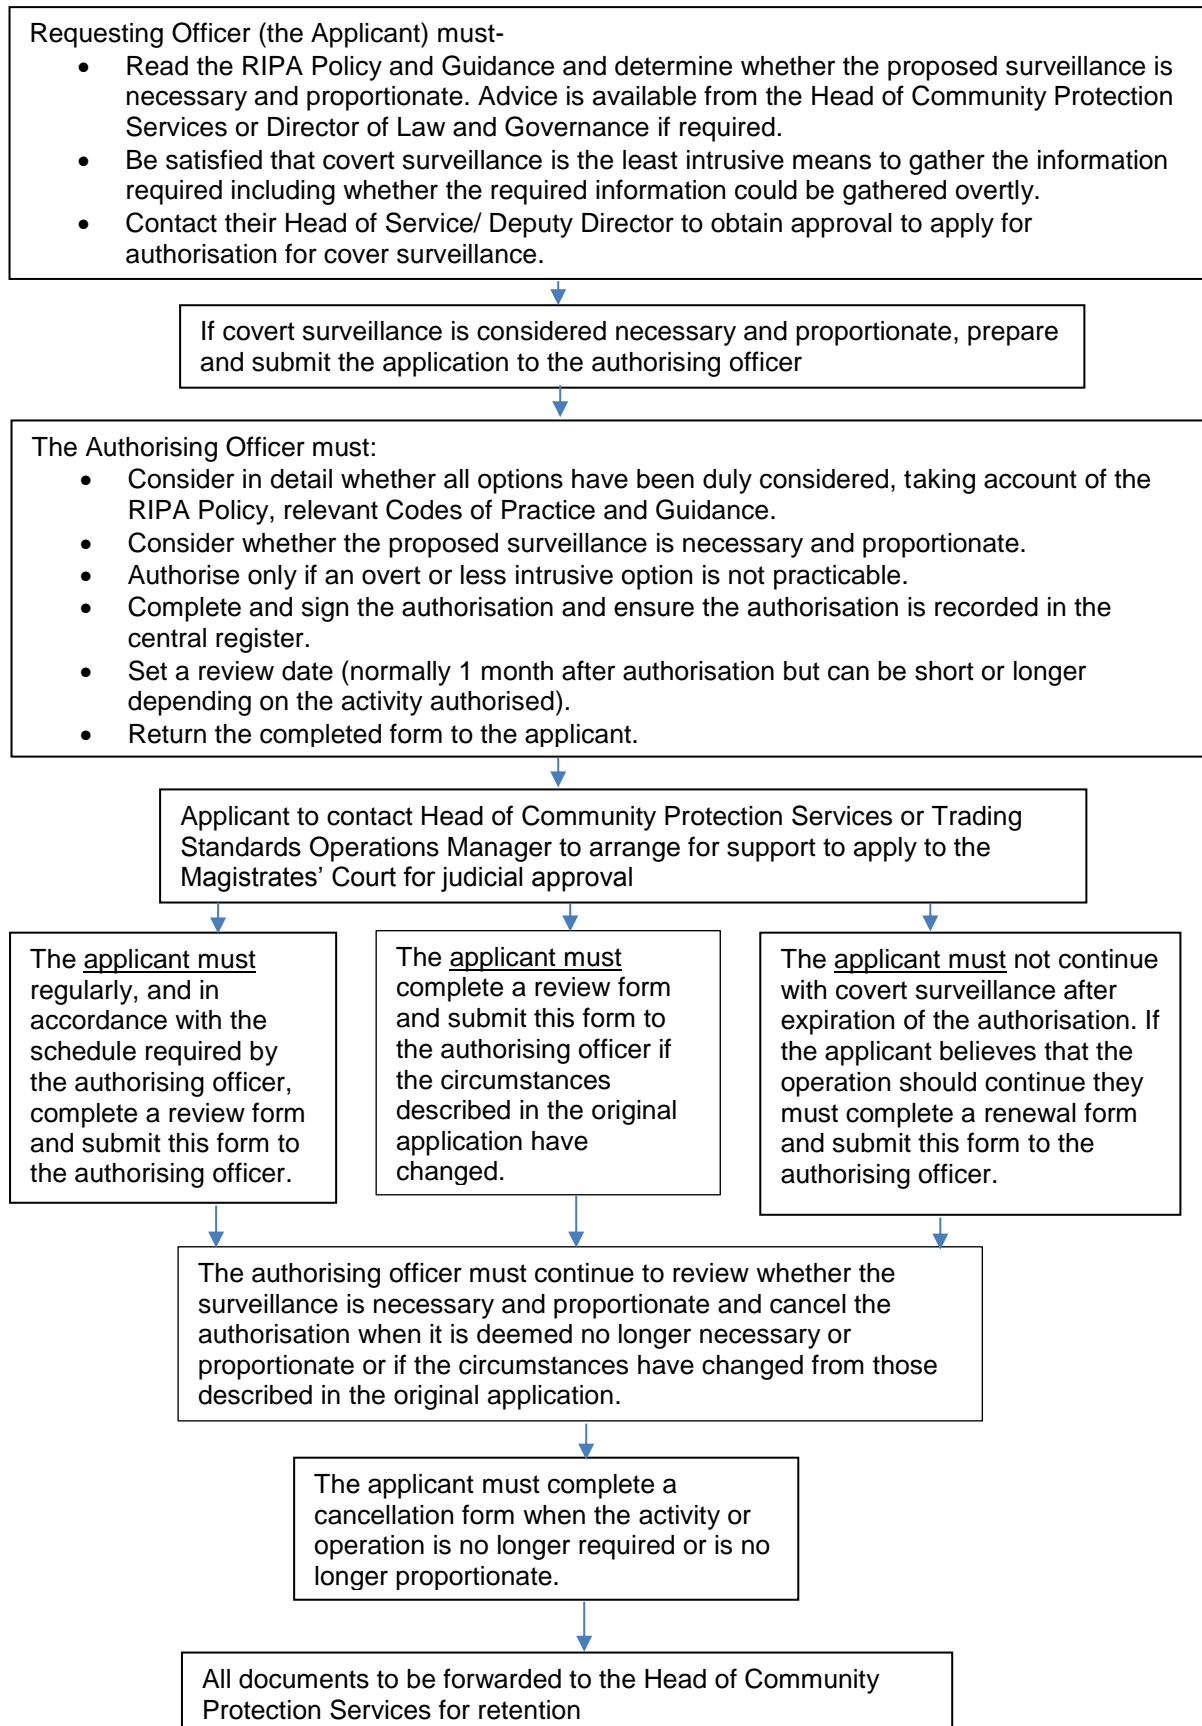 Requesting Officer (the Applicant) must-
• Read the RIPA Policy and Guidance and determine whether the proposed surveillance is
necessary and proportionate. Advice is available from the Head of Community Protection
Services or Director of Law and Governance if required.
• Be satisfied that covert surveillance is the least intrusive means to gather the information
required including whether the required information could be gathered overtly.
• Contact their Head of Service/ Deputy Director to obtain approval to apply for
authorisation for cover surveillance.
If covert surveillance is considered necessary and proportionate, prepare
and submit the application to the authorising officer
The Authorising Officer must:
• Consider in detail whether all options have been duly considered, taking account of the
RIPA Policy, relevant Codes of Practice and Guidance.
• Consider whether the proposed surveillance is necessary and proportionate.
• Authorise only if an overt or less intrusive option is not practicable.
• Complete and sign the authorisation and ensure the authorisation is recorded in the
central register.
• Set a review date (normally 1 month after authorisation but can be short or longer
depending on the activity authorised).
• Return the completed form to the applicant.
Applicant to contact Head of Community Protection Services or Trading
Standards Operations Manager to arrange for support to apply to the
Magistrates’ Court for judicial approval
The applicant must
regularly, and in
accordance with the
schedule required by
the authorising officer,
complete a review form
and submit this form to
the authorising officer.
The applicant must
complete a review form
and submit this form to
the authorising officer if
the circumstances
described in the original
application have
changed.
The applicant must not continue
with covert surveillance after
expiration of the authorisation. If
the applicant believes that the
operation should continue they
must complete a renewal form
and submit this form to the
authorising officer.
The authorising officer must continue to review whether the
surveillance is necessary and proportionate and cancel the
authorisation when it is deemed no longer necessary or
proportionate or if the circumstances have changed from those
described in the original application.
The applicant must complete a
cancellation form when the activity or
operation is no longer required or is no
longer proportionate.
All documents to be forwarded to the Head of Community
Protection Services for retention